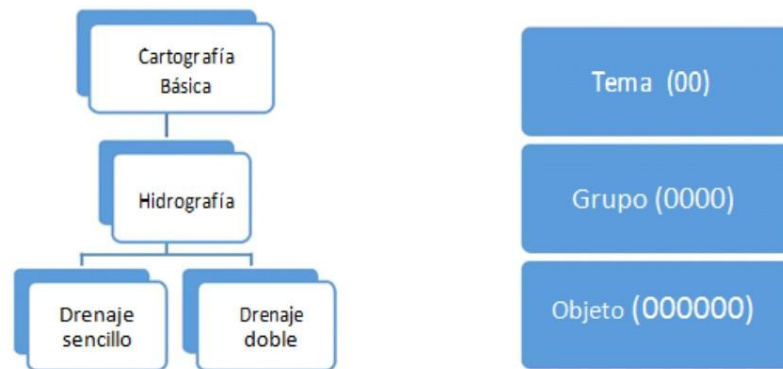 Cartografía
Básica
Tema (00)
Hidrografía
Grupo (0000)
Drenaje
sencillo
Drenaje
doble
Objeto (000000)